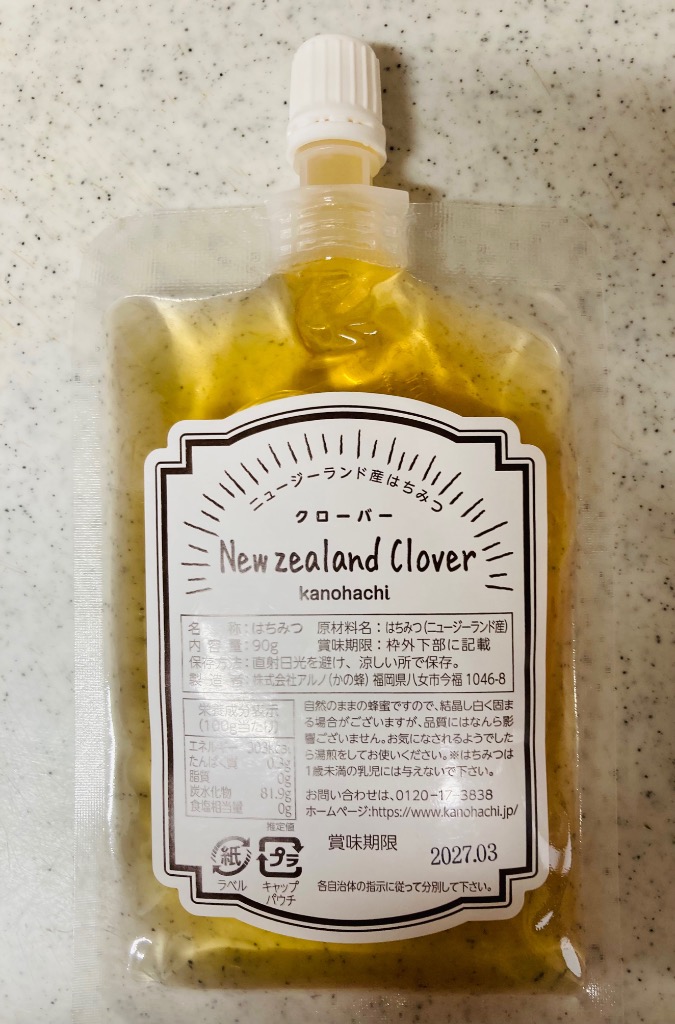 ニュージーランド産はちみつ
クローバー
New zealand Clover
kanohachi
名 称：はちみつ 原材料名：はちみつ(ニュージーランド産)
内 容 量：90g 賞味期限：枠外下部に記載
保存方法：直射日光を避け、涼しい所で保存。
製 造 者：株式会社アルノ(かの蜂) 福岡県八女市今福 1046-8
栄養成分表示
(100g当たり)
エネルギー 303kcal
たんぱく質 0.3g
脂質 0g
炭水化物 81.9g
食塩相当量 0g
推定値
自然のままの蜂蜜ですので、結晶し白く固ま
る場合がございますが、品質にはなんら影
響ございません。お気になされるようでした
ら湯煎をしてお使いください。※はちみつは
1歳未満の乳児には与えないで下さい。
お問い合わせは、0120-17-3838
ホームページ:https://www.kanohachi.jp/
紙
ラベル
プラ
キャップ
パウチ
賞味期限 2027.03
各自治体の指示に従って分別して下さい。